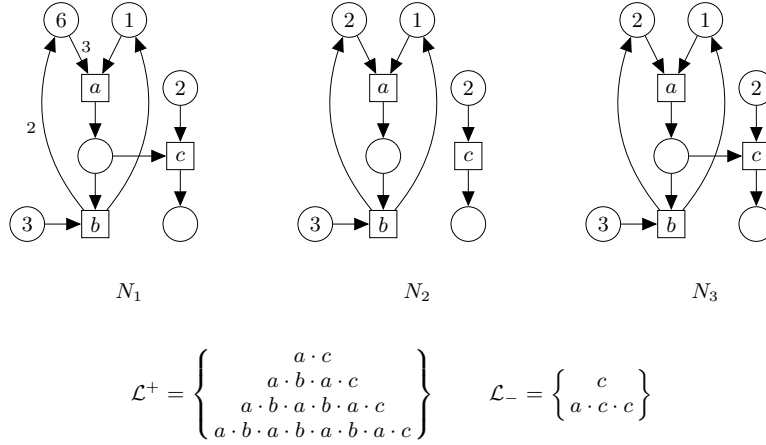 6 1 2 1 2 1
3
a 2 a 2 a 2
2 c c c
3 b 3 b 3 b
N₁ N₂ N₃
a · c
a · b · a · c
ℒ⁺ = { a · b · a · b · a · c } ℒ₋ = { c
a · c · c }
a · b · a · b · a · b · a · c